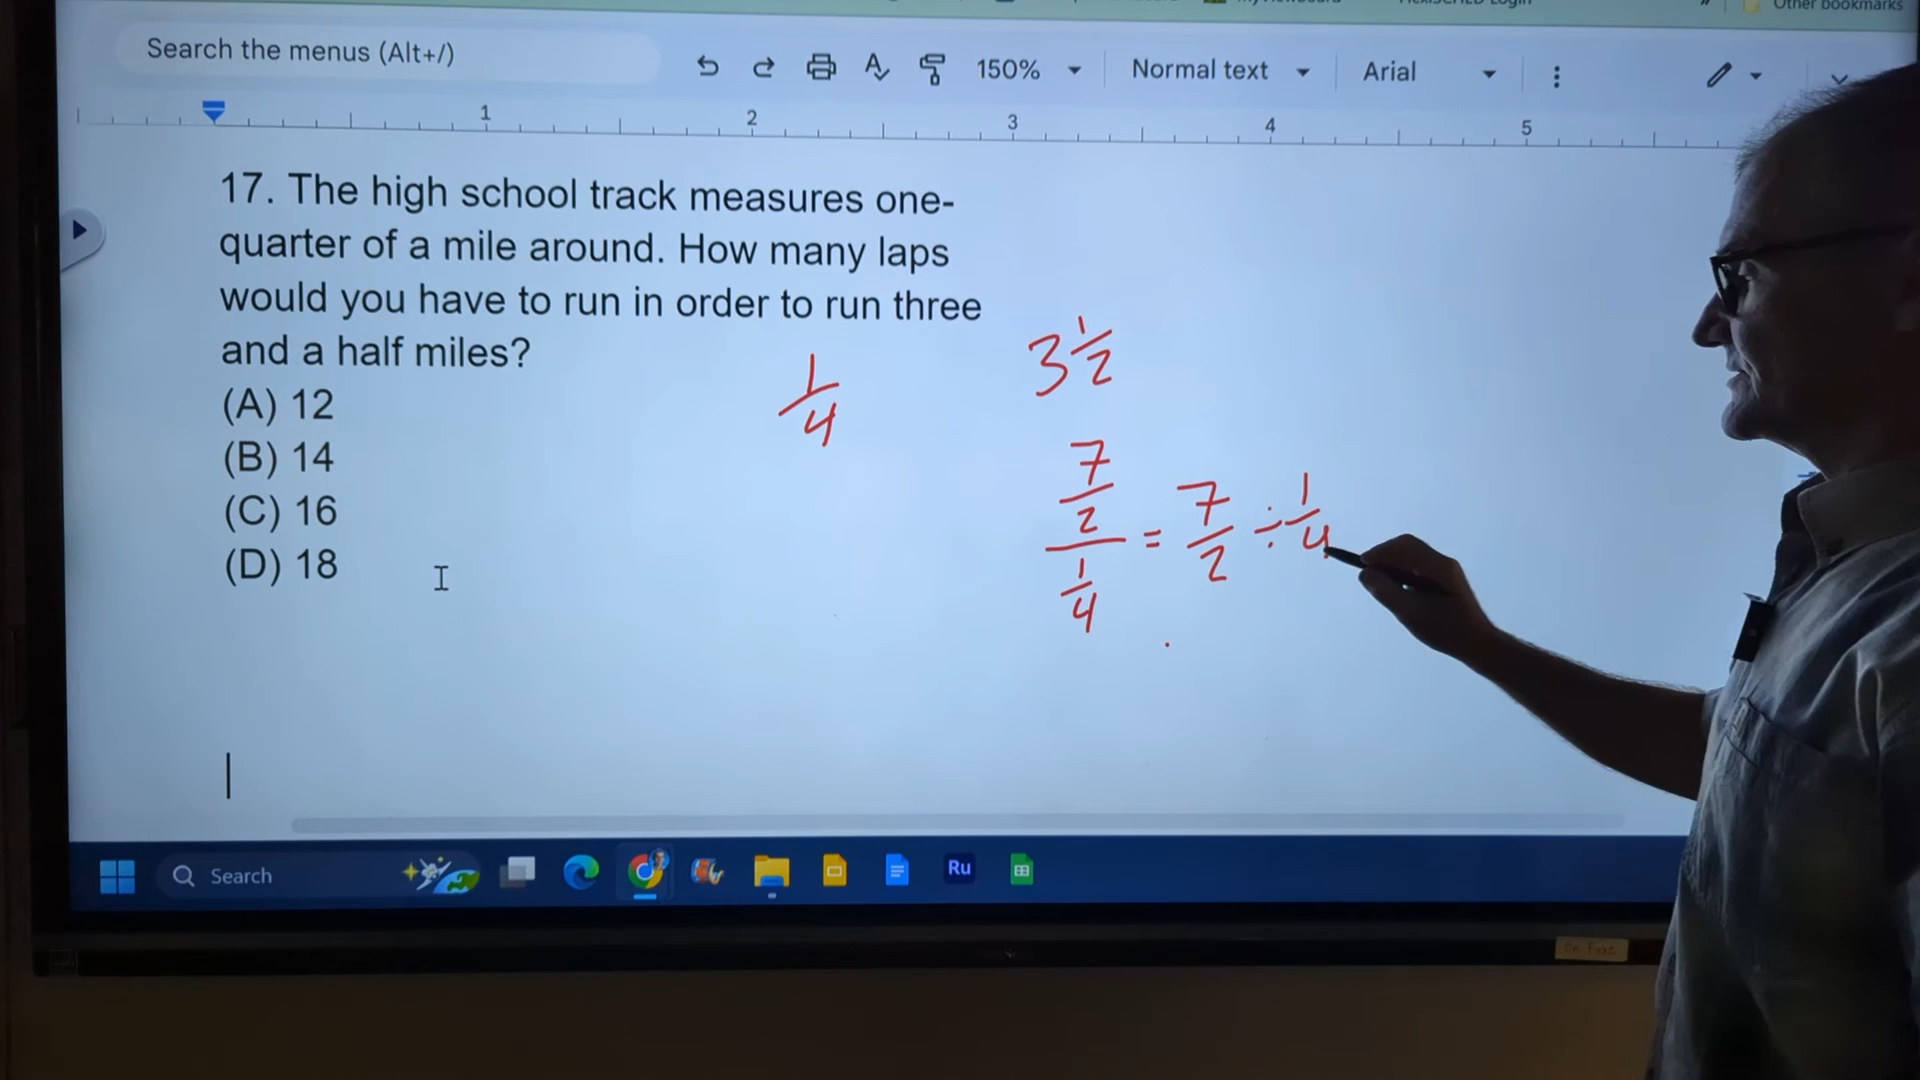 Other bookmarks
Search the menus (Alt+/)
150%
Normal text
Arial
1 2 3 4 5
17. The high school track measures one-
quarter of a mile around. How many laps
would you have to run in order to run three
and a half miles?
(A) 12
(B) 14
(C) 16
(D) 18
1/4
3 1/2
7/2 / 1/4 = 7/2 ÷ 1/4
Search
Ru